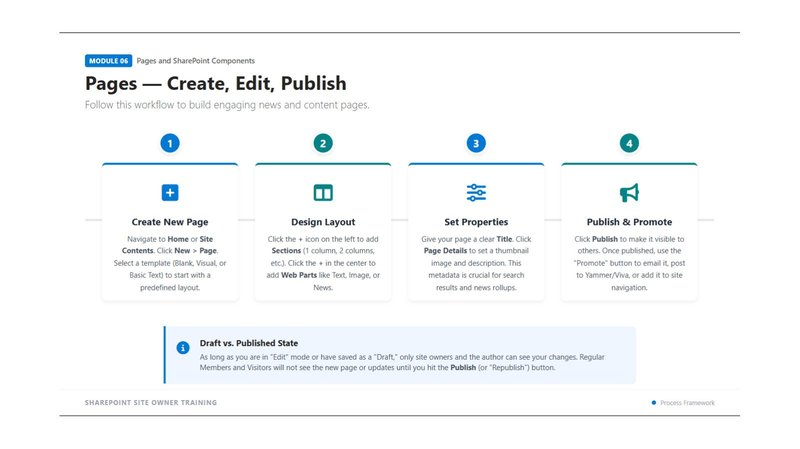 MODULE 06 Pages and SharePoint Components
Pages — Create, Edit, Publish
Follow this workflow to build engaging news and content pages.
1
Create New Page
Navigate to Home or Site
Contents. Click New > Page.
Select a template (Blank, Visual, or
Basic Text) to start with a
predefined layout.
2
Design Layout
Click the + icon on the left to add
Sections (1 column, 2 columns,
etc.). Click the + in the center to
add Web Parts like Text, Image, or
News.
3
Set Properties
Give your page a clear Title. Click
Page Details to set a thumbnail
image and description. This
metadata is crucial for search
results and news rollups.
4
Publish & Promote
Click Publish to make it visible to
others. Once published, use the
"Promote" button to email it, post
to Yammer/Viva, or add it to site
navigation.
Draft vs. Published State
As long as you are in "Edit" mode or have saved as a "Draft," only site owners and the author can see your changes. Regular
Members and Visitors will not see the new page or updates until you hit the Publish (or "Republish") button.
SHAREPOINT SITE OWNER TRAINING
Process Framework